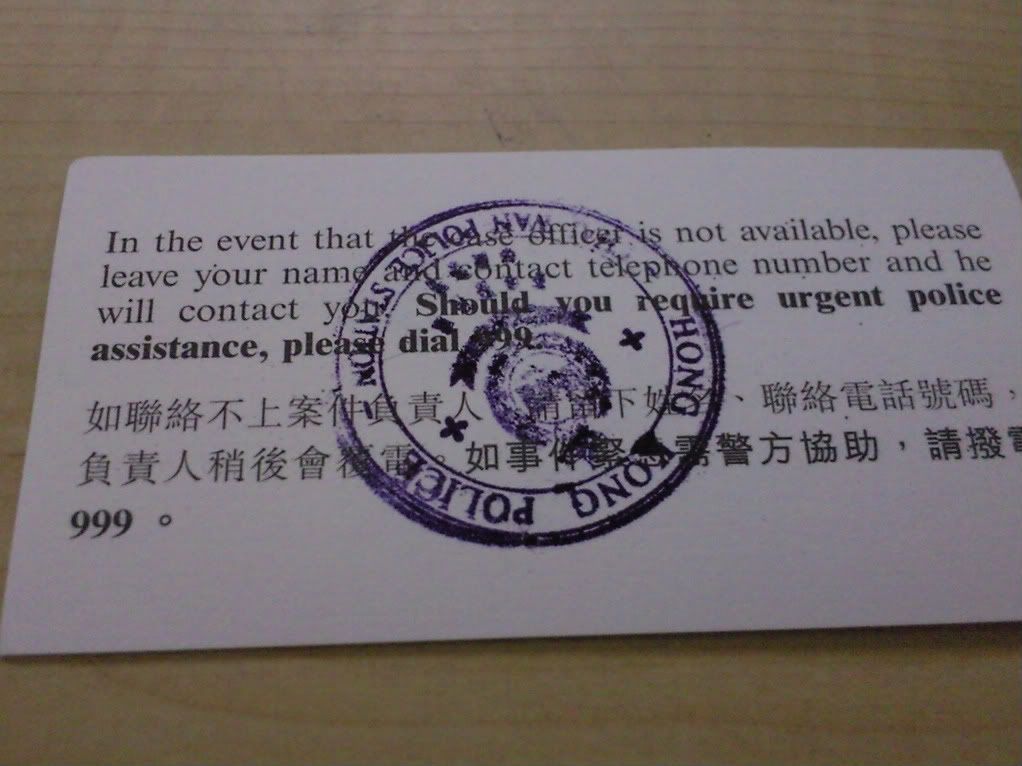 In the event that the case officer is not available, please
leave your name and contact telephone number and he
will contact you. Should you require urgent police
assistance, please dial 999.
如聯絡不上案件負責人，請留下姓名、聯絡電話號碼，
負責人稍後會覆電。如事件緊急需警方協助，請撥電
999。
HONG KONG POLICE
WAN POLICE STATION